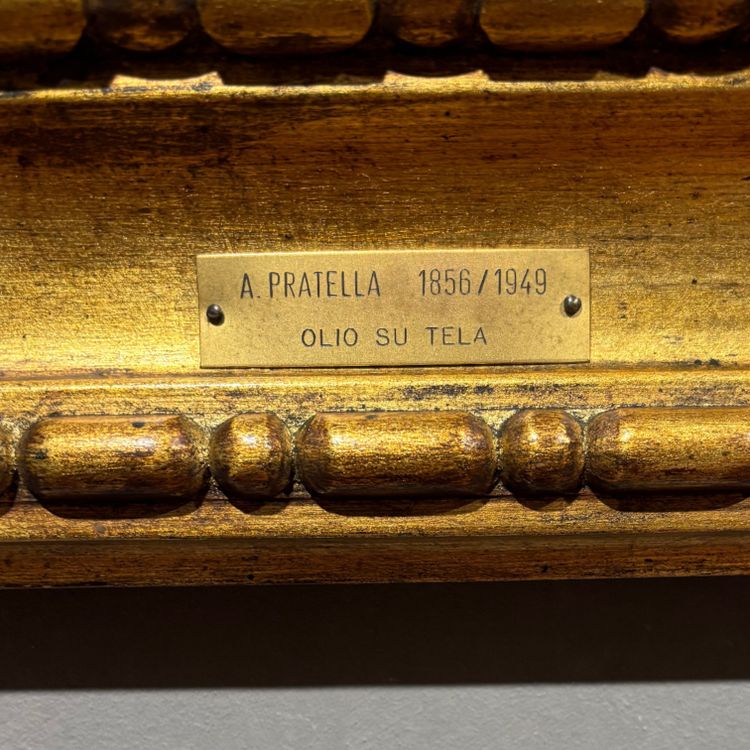 A. PRATELLA 1856/1949
OLIO SU TELA